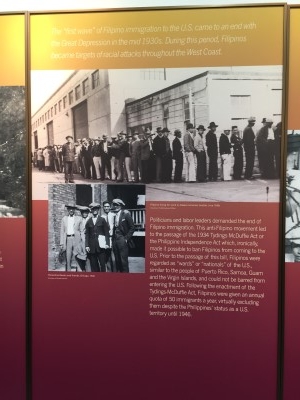 The "first wave" of Filipino immigration to the U.S. came to an end with
the Great Depression in the mid 1930s. During this period, Filipinos
became targets of racial attacks throughout the West Coast.
Politicians and labor leaders demanded the end of
Filipino immigration. This anti-Filipino movement led
to the passage of the 1934 Tydings McDuffie Act or
the Philippine Independence Act which, ironically,
made it possible to ban Filipinos from coming to the
U.S. Prior to the passage of this bill, Filipinos were
regarded as "wards" or "nationals" of the U.S.,
similar to the people of Puerto Rico, Samoa, Guam
and the Virgin Islands, and could not be barred from
entering the U.S. Following the enactment of the
Tydings-McDuffie Act, Filipinos were given an annual
quota of 50 immigrants a year, virtually excluding
them despite the Philippines' status as a U.S.
territory until 1946.